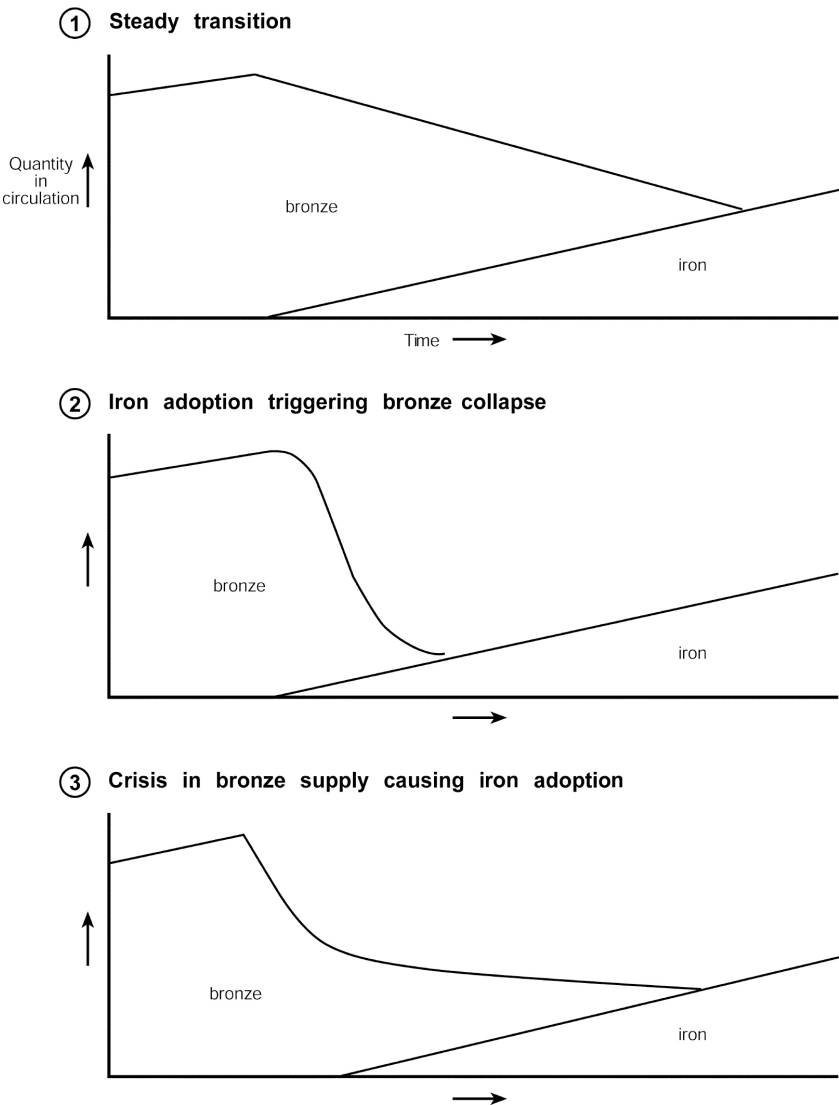 1 Steady transition
Quantity
in
circulation
bronze
iron
Time
2 Iron adoption triggering bronze collapse
bronze
iron
3 Crisis in bronze supply causing iron adoption
bronze
iron